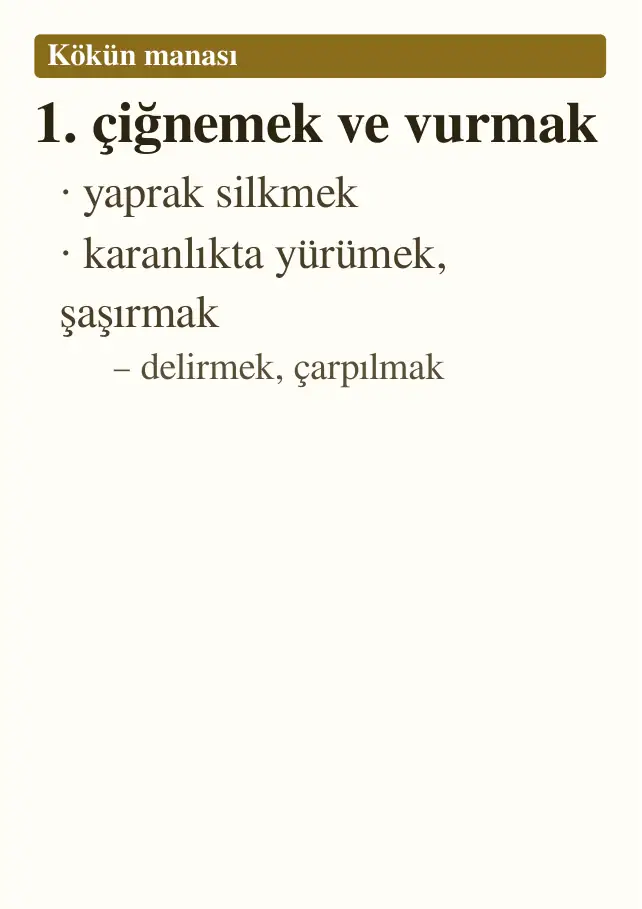 Kökün manası
1. çiğnemek ve vurmak
· yaprak silkmek
· karanlıkta yürümek,
şaşırmak
– delirmek, çarpılmak